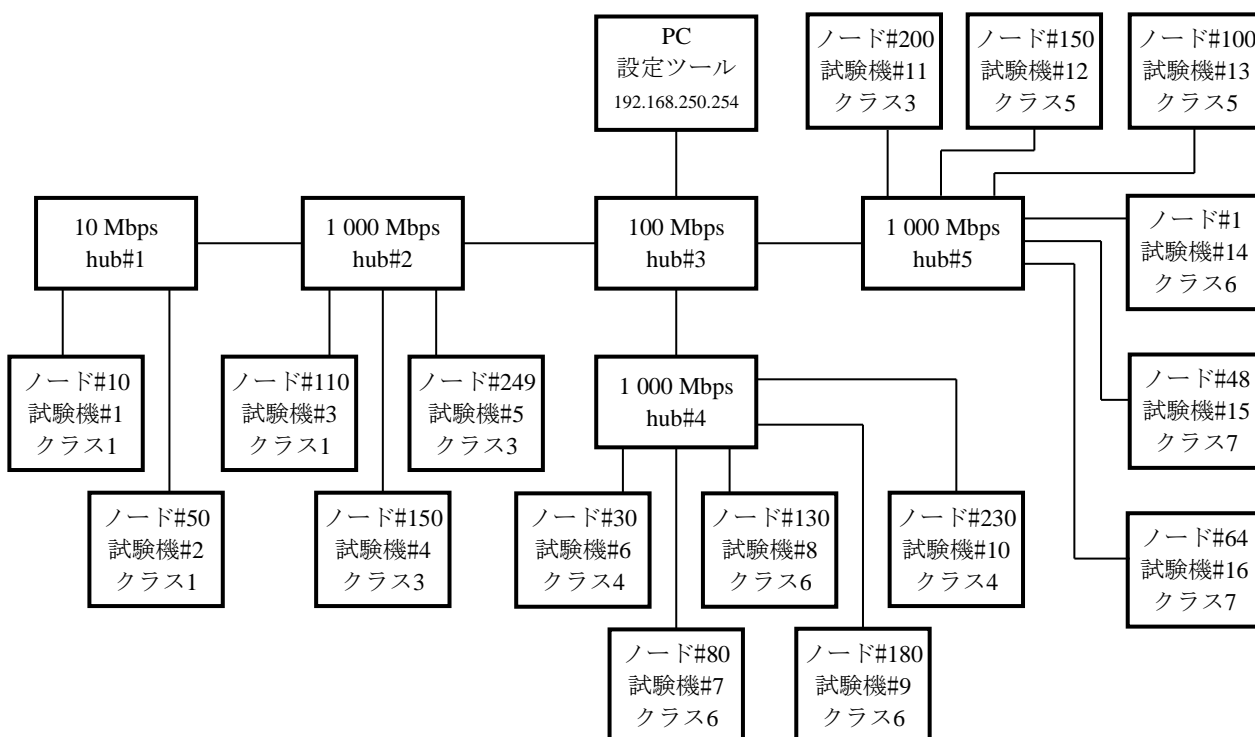 PC
設定ツール
192.168.250.254
ノード#200
試験機#11
クラス3
ノード#150
試験機#12
クラス5
ノード#100
試験機#13
クラス5
10 Mbps
hub#1
1 000 Mbps
hub#2
100 Mbps
hub#3
1 000 Mbps
hub#5
ノード#1
試験機#14
クラス6
ノード#10
試験機#1
クラス1
ノード#110
試験機#3
クラス1
ノード#249
試験機#5
クラス3
1 000 Mbps
hub#4
ノード#48
試験機#15
クラス7
ノード#50
試験機#2
クラス1
ノード#150
試験機#4
クラス3
ノード#30
試験機#6
クラス4
ノード#130
試験機#8
クラス6
ノード#230
試験機#10
クラス4
ノード#64
試験機#16
クラス7
ノード#80
試験機#7
クラス6
ノード#180
試験機#9
クラス6